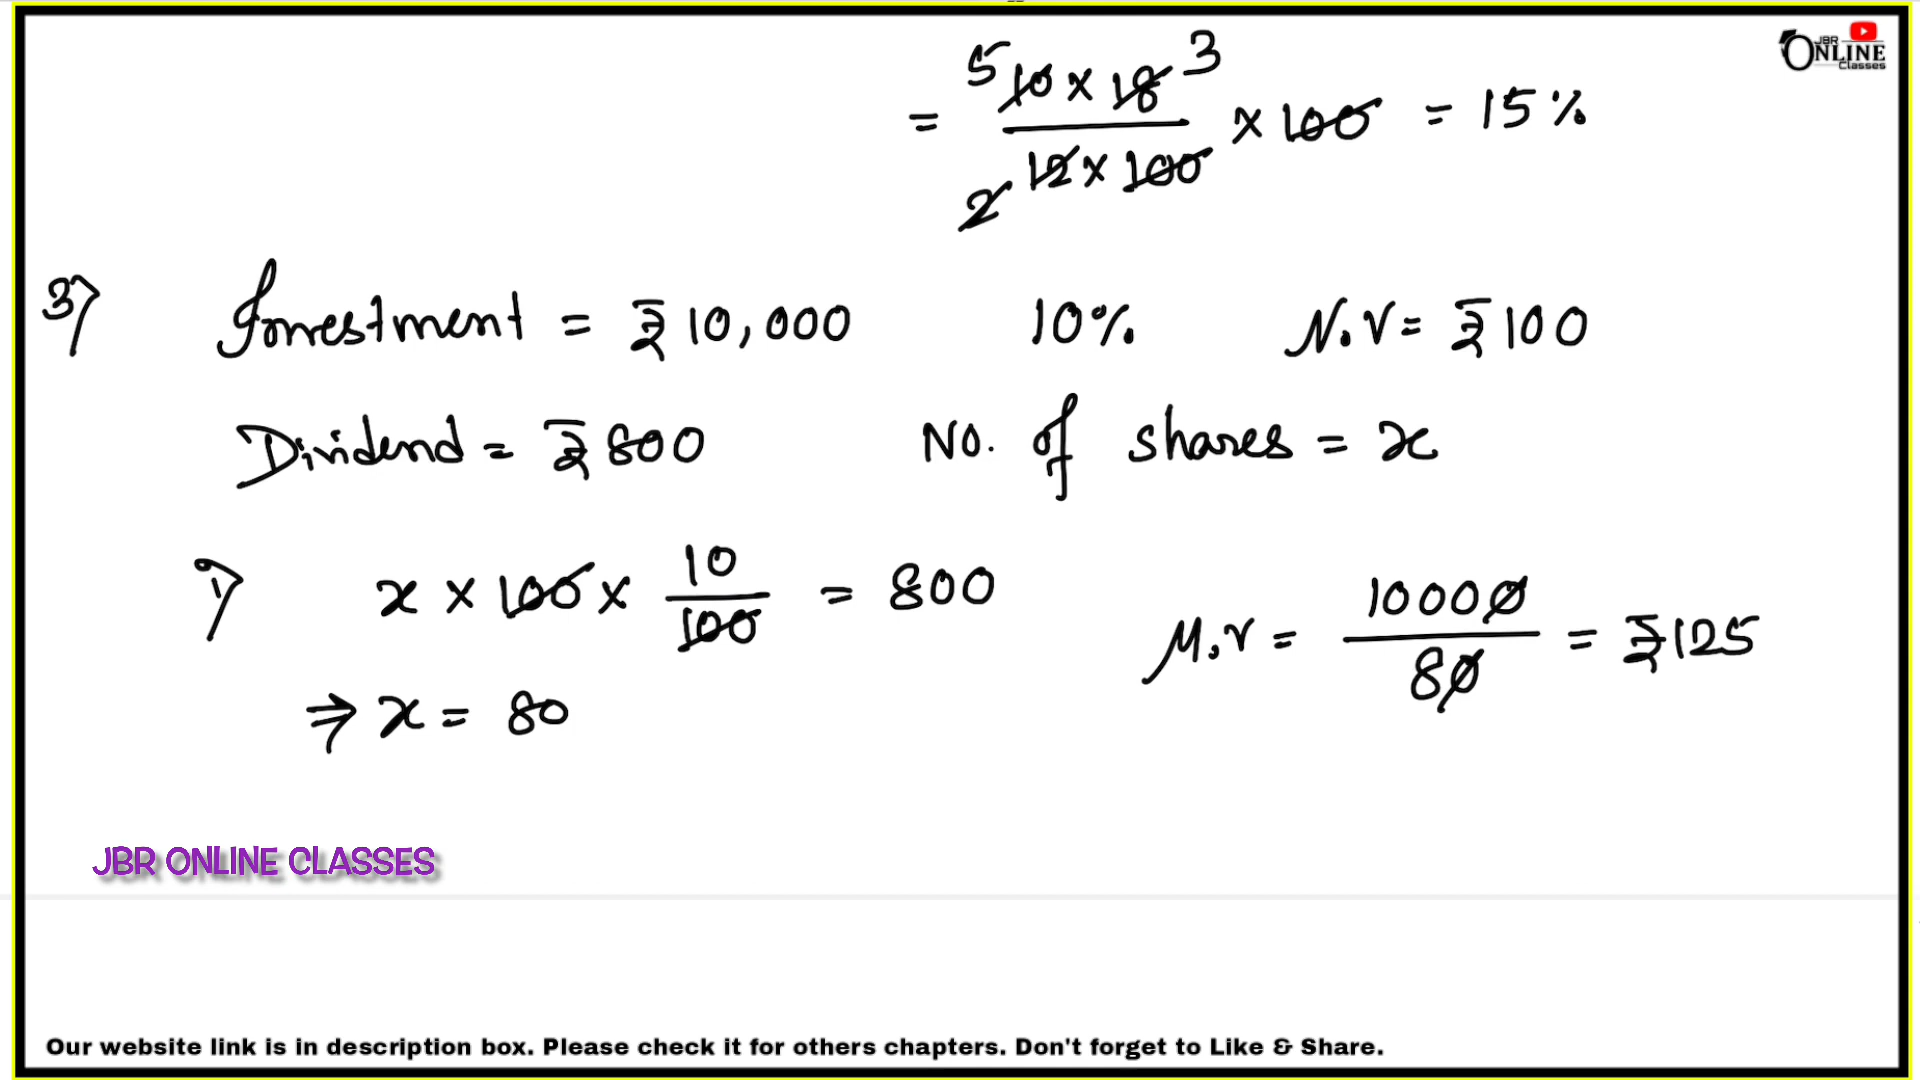 JBR
ONLINE
Classes
= 5 10 x 18 3 / 2 12 x 100 x 100 = 15 %
3) Investment = ₹ 10,000 10% N.V = ₹ 100
Dividend = ₹ 800 No. of shares = x
i) x × 100 × 10/100 = 800
M.V = 10000/80 = ₹ 125
⇒ x = 80
JBR ONLINE CLASSES
Our website link is in description box. Please check it for others chapters. Don't forget to Like & Share.